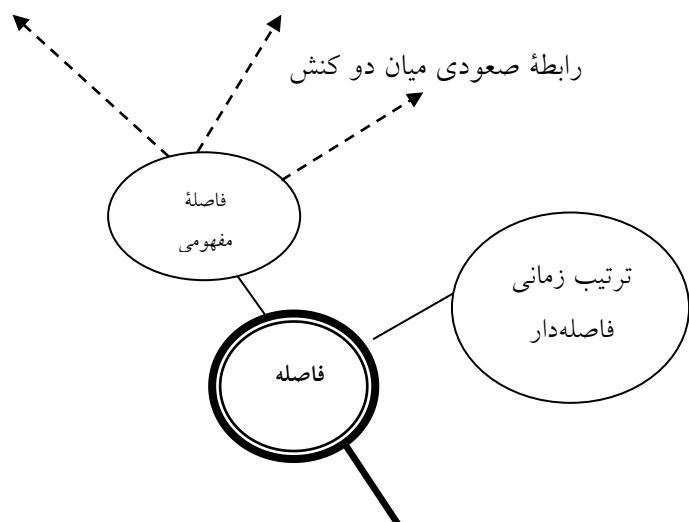 رابطهٔ صعودی میان دو کنش
فاصلهٔ
مفهومی
ترتیب زمانی
فاصله‌دار
فاصله